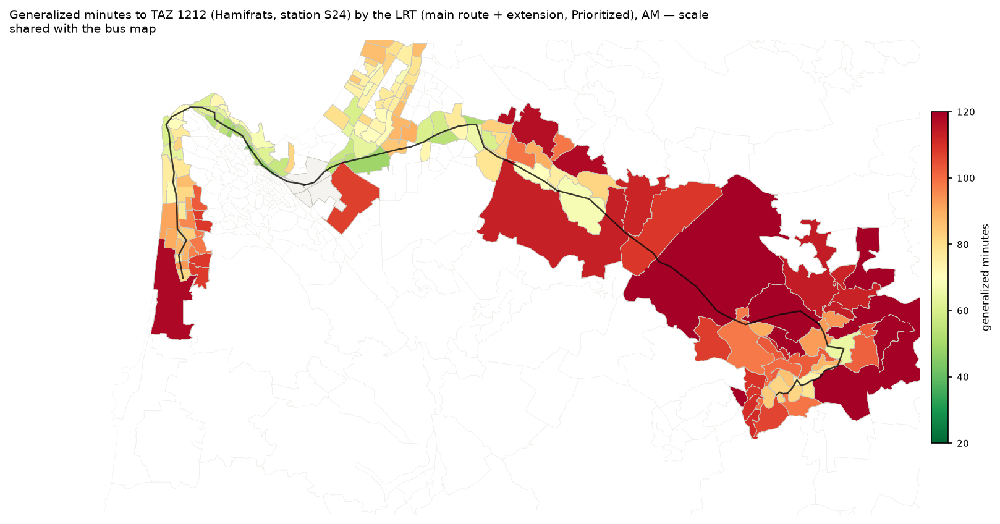 Generalized minutes to TAZ 1212 (Hamifrats, station S24) by the LRT (main route + extension, Prioritized), AM — scale
shared with the bus map
120
100
80
60
40
20
generalized minutes